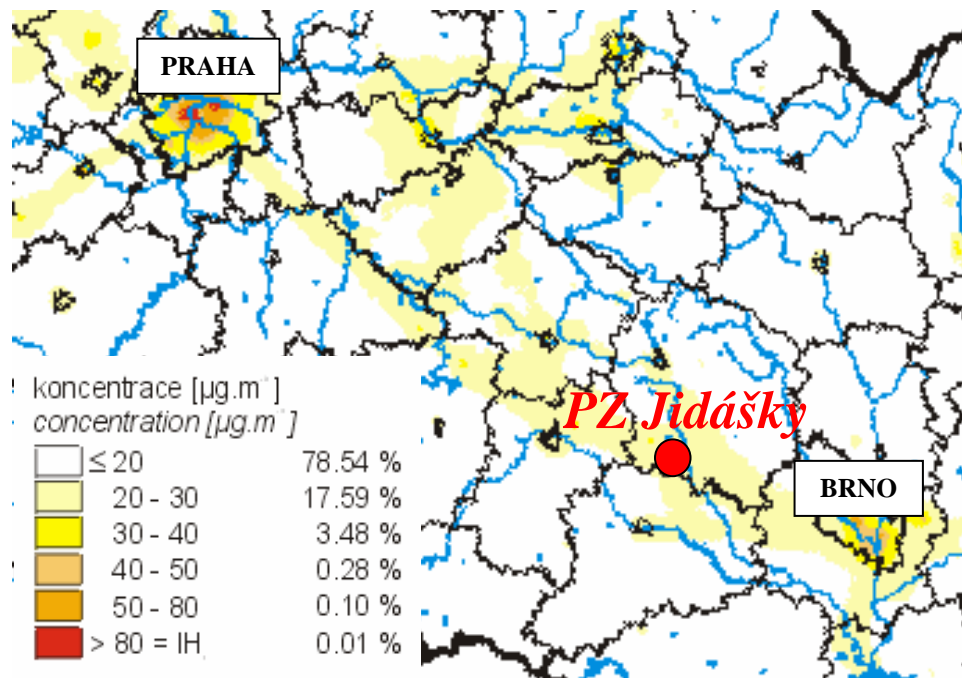 PRAHA
PZ Jidášky
BRNO
koncentrace [µg.m⁻]
concentration [µg.m⁻]
≤ 20 78.54 %
20 - 30 17.59 %
30 - 40 3.48 %
40 - 50 0.28 %
50 - 80 0.10 %
> 80 = IH 0.01 %